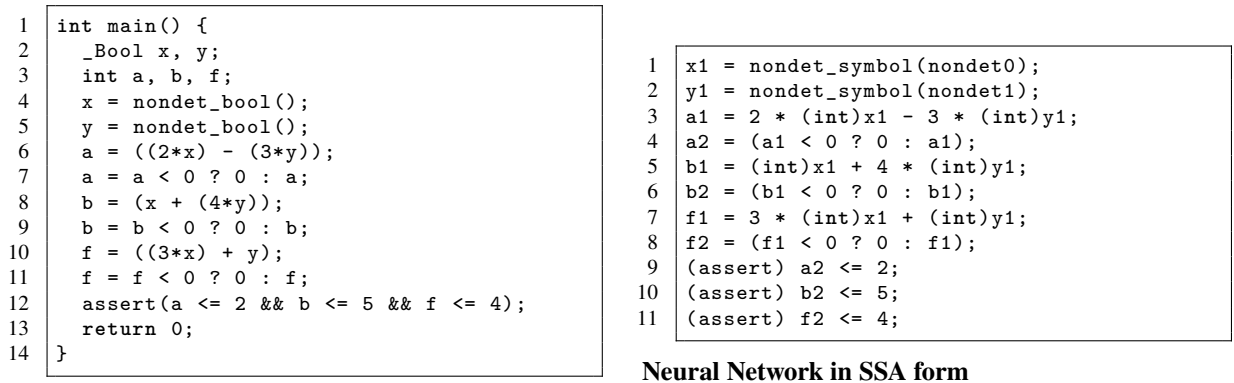 1 int main() {
2 _Bool x, y;
3 int a, b, f;
4 x = nondet_bool();
5 y = nondet_bool();
6 a = ((2*x) - (3*y));
7 a = a < 0 ? 0 : a;
8 b = (x + (4*y));
9 b = b < 0 ? 0 : b;
10 f = ((3*x) + y);
11 f = f < 0 ? 0 : f;
12 assert(a <= 2 && b <= 5 && f <= 4);
13 return 0;
14 }
1 x1 = nondet_symbol(nondet0);
2 y1 = nondet_symbol(nondet1);
3 a1 = 2 * (int)x1 - 3 * (int)y1;
4 a2 = (a1 < 0 ? 0 : a1);
5 b1 = (int)x1 + 4 * (int)y1;
6 b2 = (b1 < 0 ? 0 : b1);
7 f1 = 3 * (int)x1 + (int)y1;
8 f2 = (f1 < 0 ? 0 : f1);
9 (assert) a2 <= 2;
10 (assert) b2 <= 5;
11 (assert) f2 <= 4;
Neural Network in SSA form